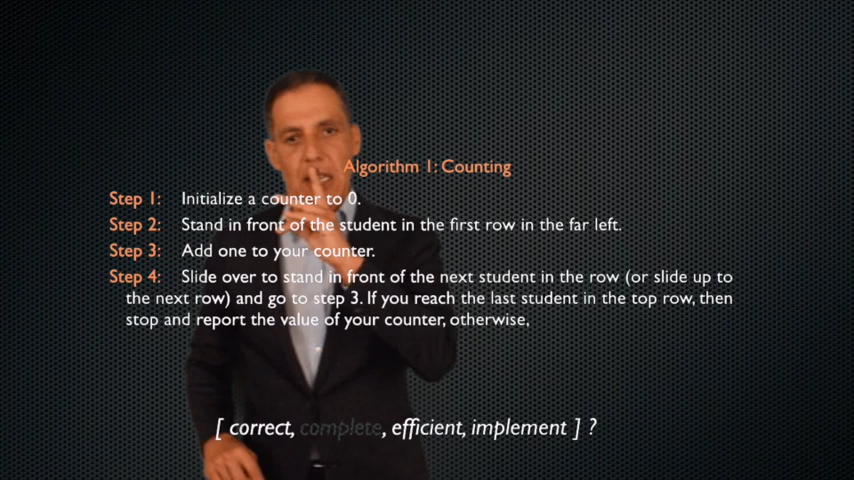 Algorithm 1: Counting
Step 1: Initialize a counter to 0.
Step 2: Stand in front of the student in the first row in the far left.
Step 3: Add one to your counter.
Step 4: Slide over to stand in front of the next student in the row (or slide up to
the next row) and go to step 3. If you reach the last student in the top row, then
stop and report the value of your counter, otherwise,
[ correct, complete, efficient, implement ] ?